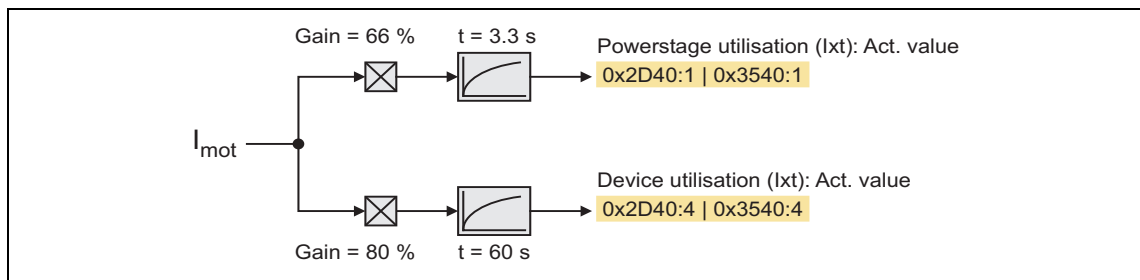 Gain = 66 %
t = 3.3 s
Powerstage utilisation (Ixt): Act. value
0x2D40:1 | 0x3540:1
Imot
Device utilisation (Ixt): Act. value
0x2D40:4 | 0x3540:4
Gain = 80 %
t = 60 s